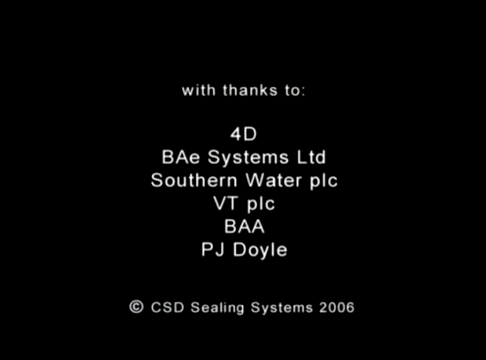 with thanks to:
4D
BAe Systems Ltd
Southern Water plc
VT plc
BAA
PJ Doyle
© CSD Sealing Systems 2006